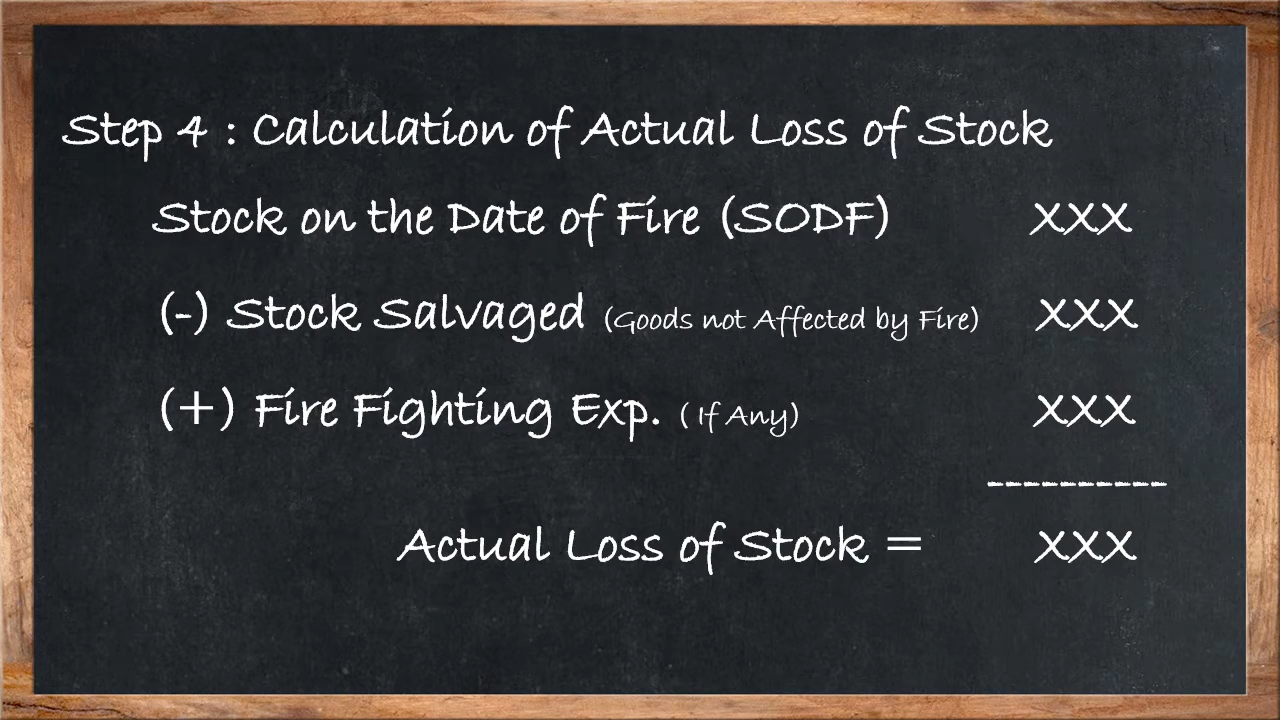 Step 4 : Calculation of Actual Loss of Stock
Stock on the Date of Fire (SODF) XXX
(-) Stock Salvaged (Goods not Affected by Fire) XXX
(+) Fire Fighting Exp. ( If Any) XXX
----------
Actual Loss of Stock = XXX